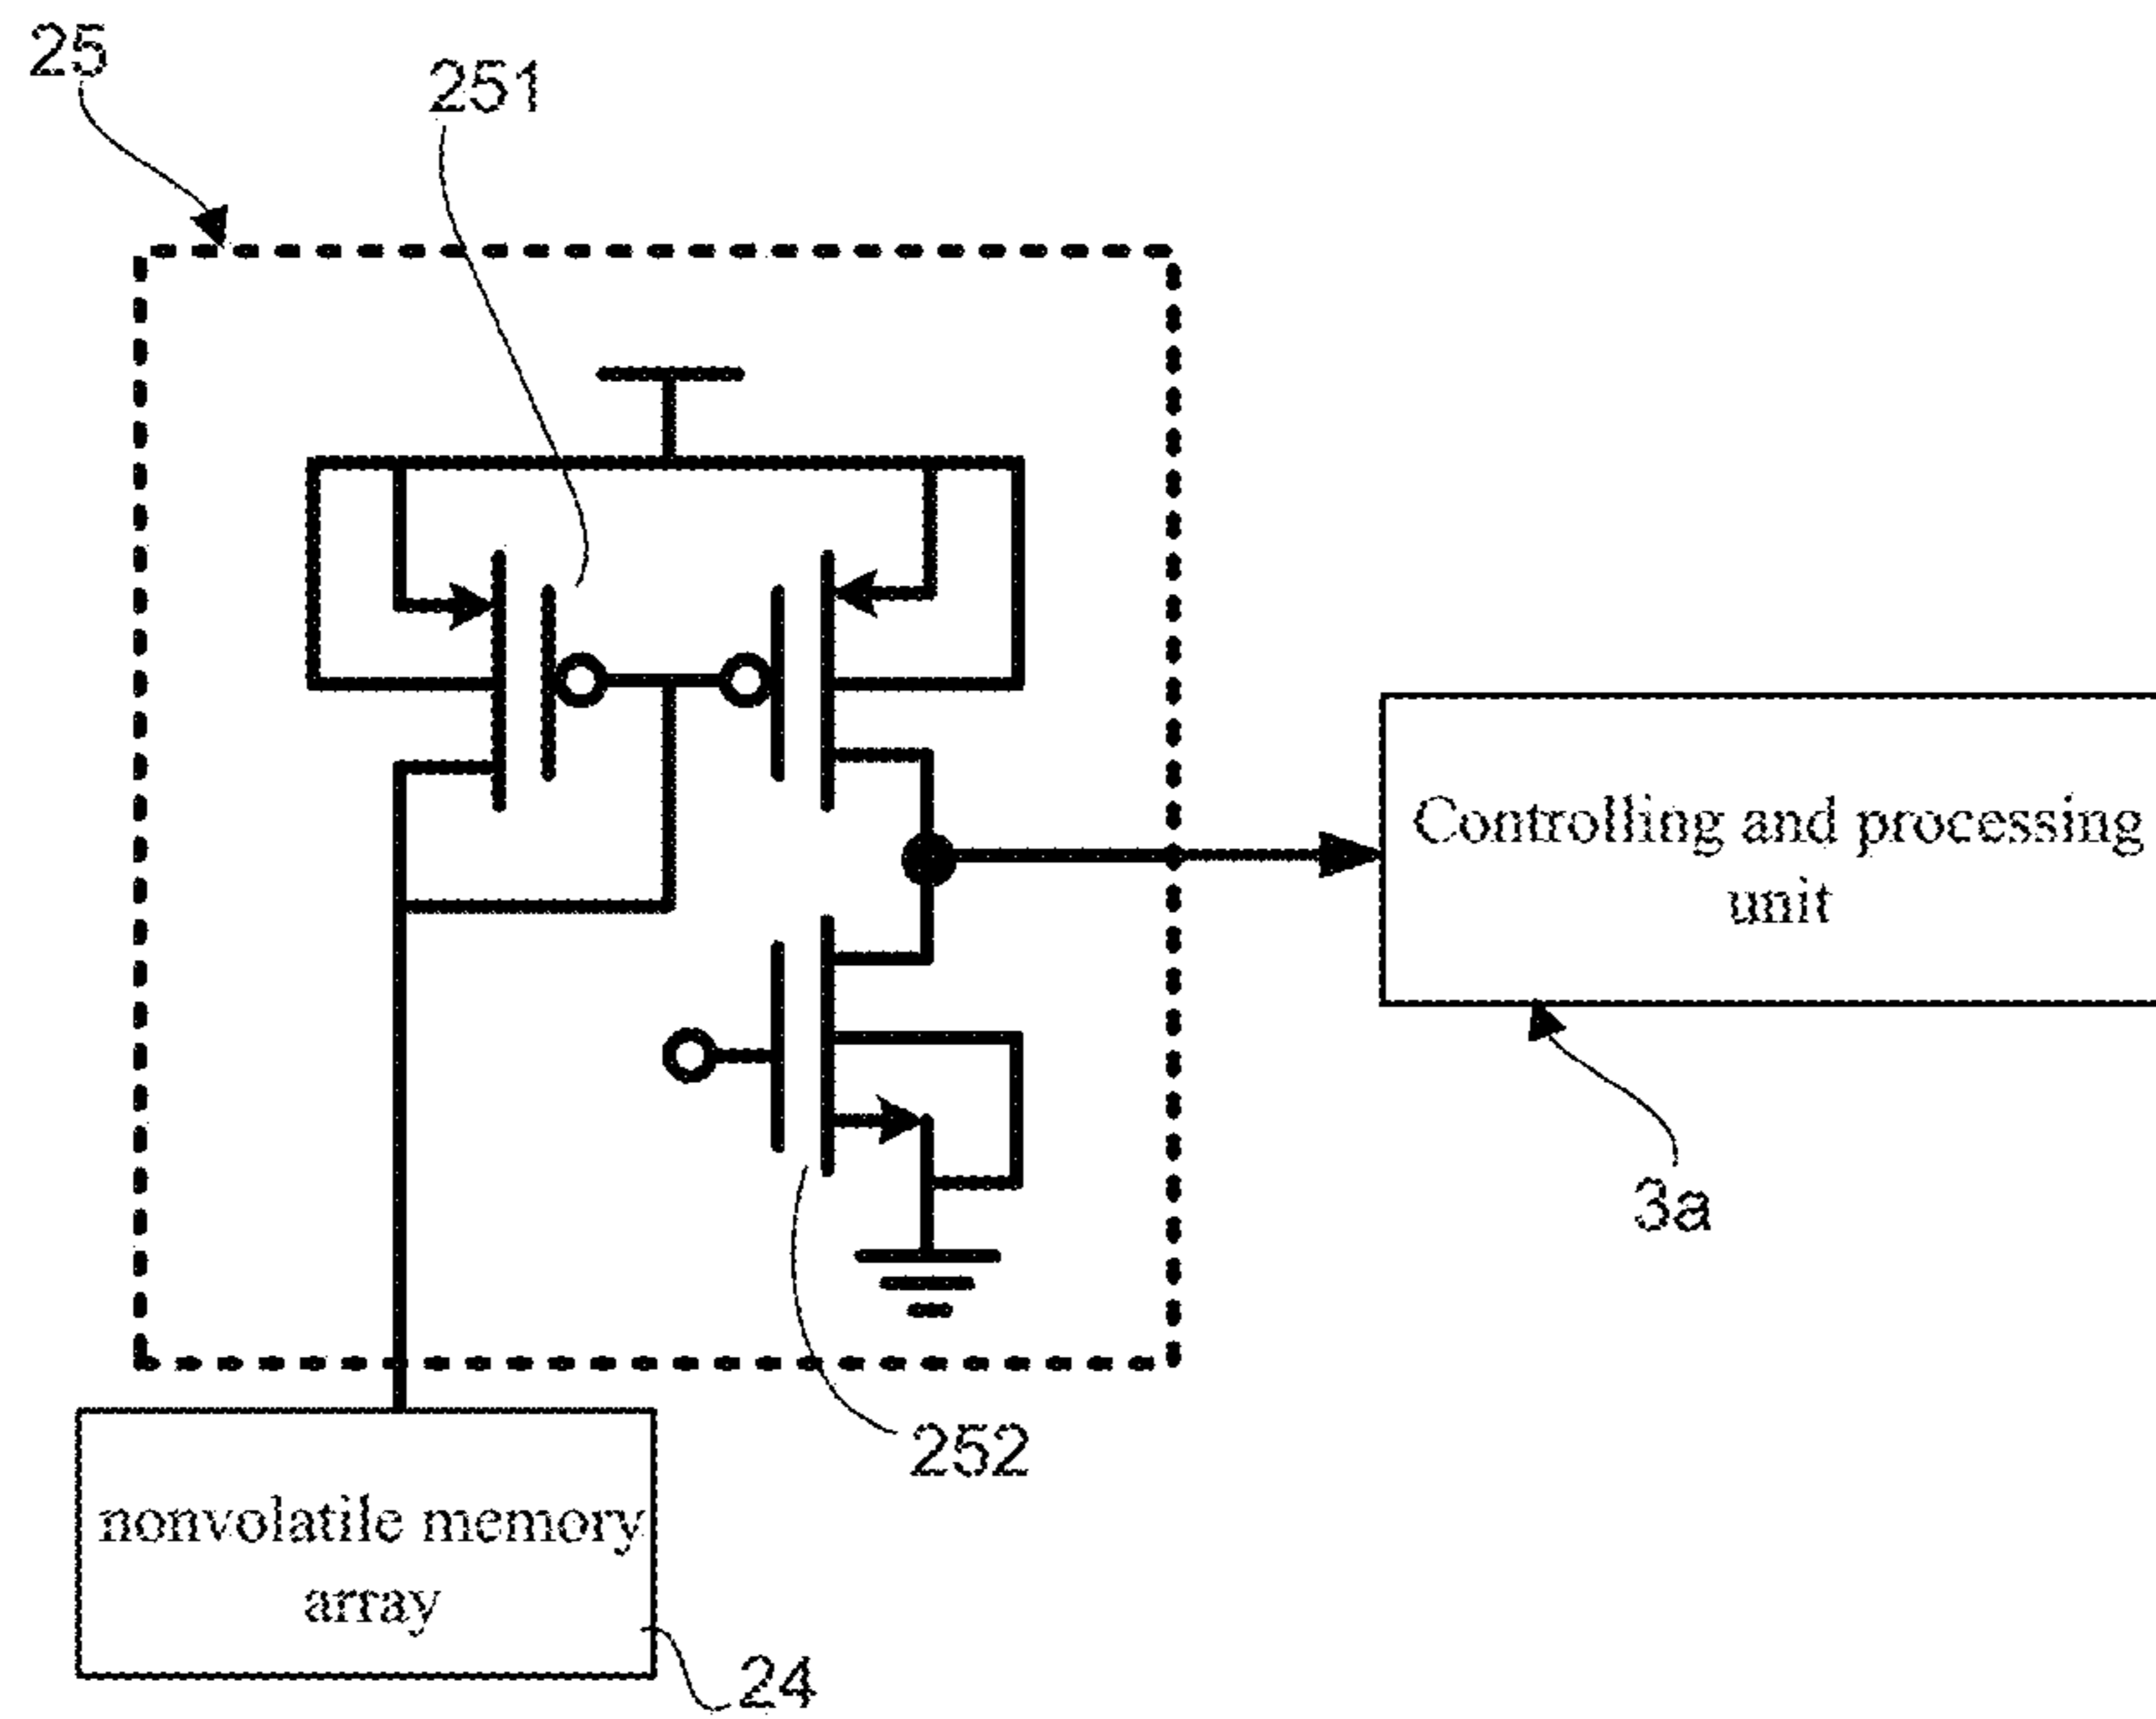 25
251
Controlling and processing
unit
3a
252
nonvolatile memory
array
24